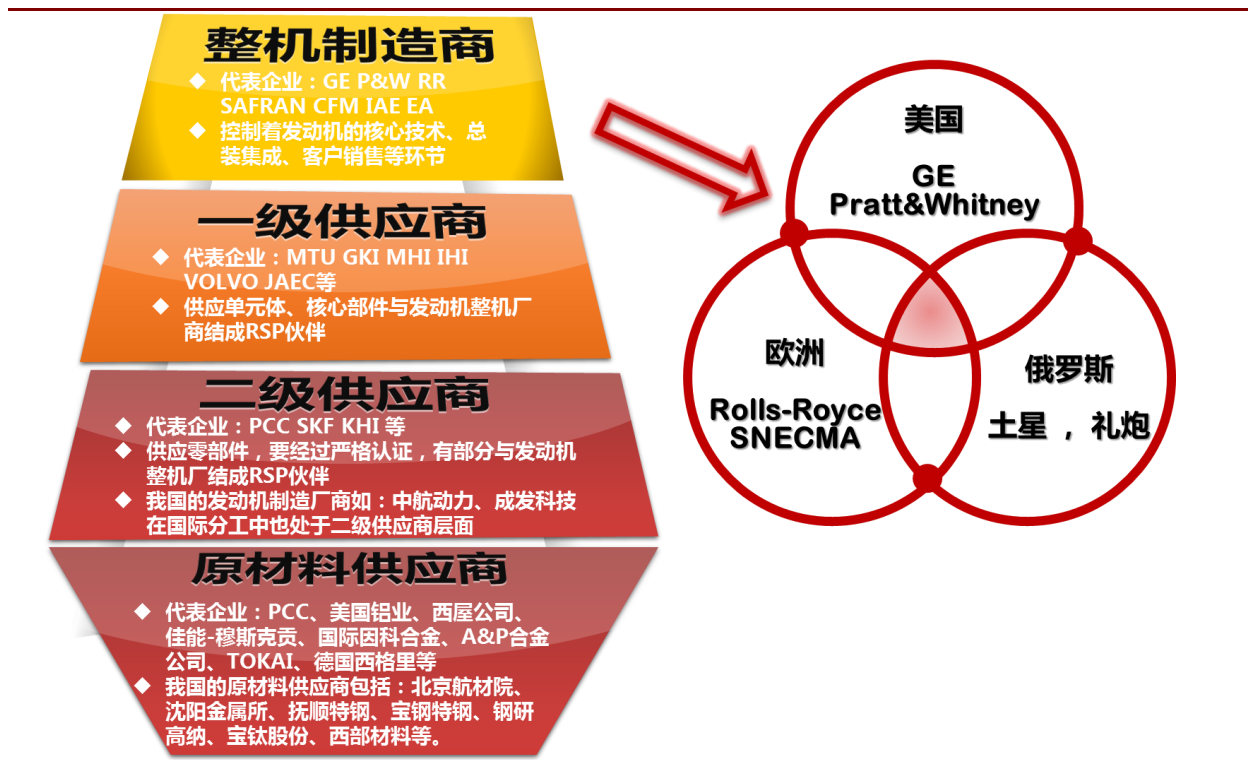 整机制造商
◆ 代表企业：GE P&W RR
SAFRAN CFM IAE EA
◆ 控制着发动机的核心技术、总
装集成、客户销售等环节
一级供应商
◆ 代表企业：MTU GKI MHI IHI
VOLVO JAEC等
◆ 供应单元体、核心部件与发动机整机厂
商结成RSP伙伴
二级供应商
◆ 代表企业：PCC SKF KHI 等
◆ 供应零部件，要经过严格认证，有部分与发动机
整机厂结成RSP伙伴
◆ 我国的发动机制造厂商如：中航动力、成发科技
在国际分工中也处于二级供应商层面
原材料供应商
◆ 代表企业：PCC、美国铝业、西屋公司、
佳能-穆斯克贡、国际因科合金、A&P合金
公司、TOKAI、德国西格里等
◆ 我国的原材料供应商包括：北京航材院、
沈阳金属所、抚顺特钢、宝钢特钢、钢研
高纳、宝钛股份、西部材料等。
美国
GE
Pratt&Whitney
欧洲
Rolls-Royce
SNECMA
俄罗斯
土星 ，礼炮